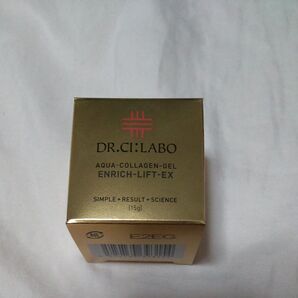 DR.CI:LABO
AQUA-COLLAGEN-GEL
ENRICH-LIFT-EX
SIMPLE+RESULT+SCIENCE
[15g]